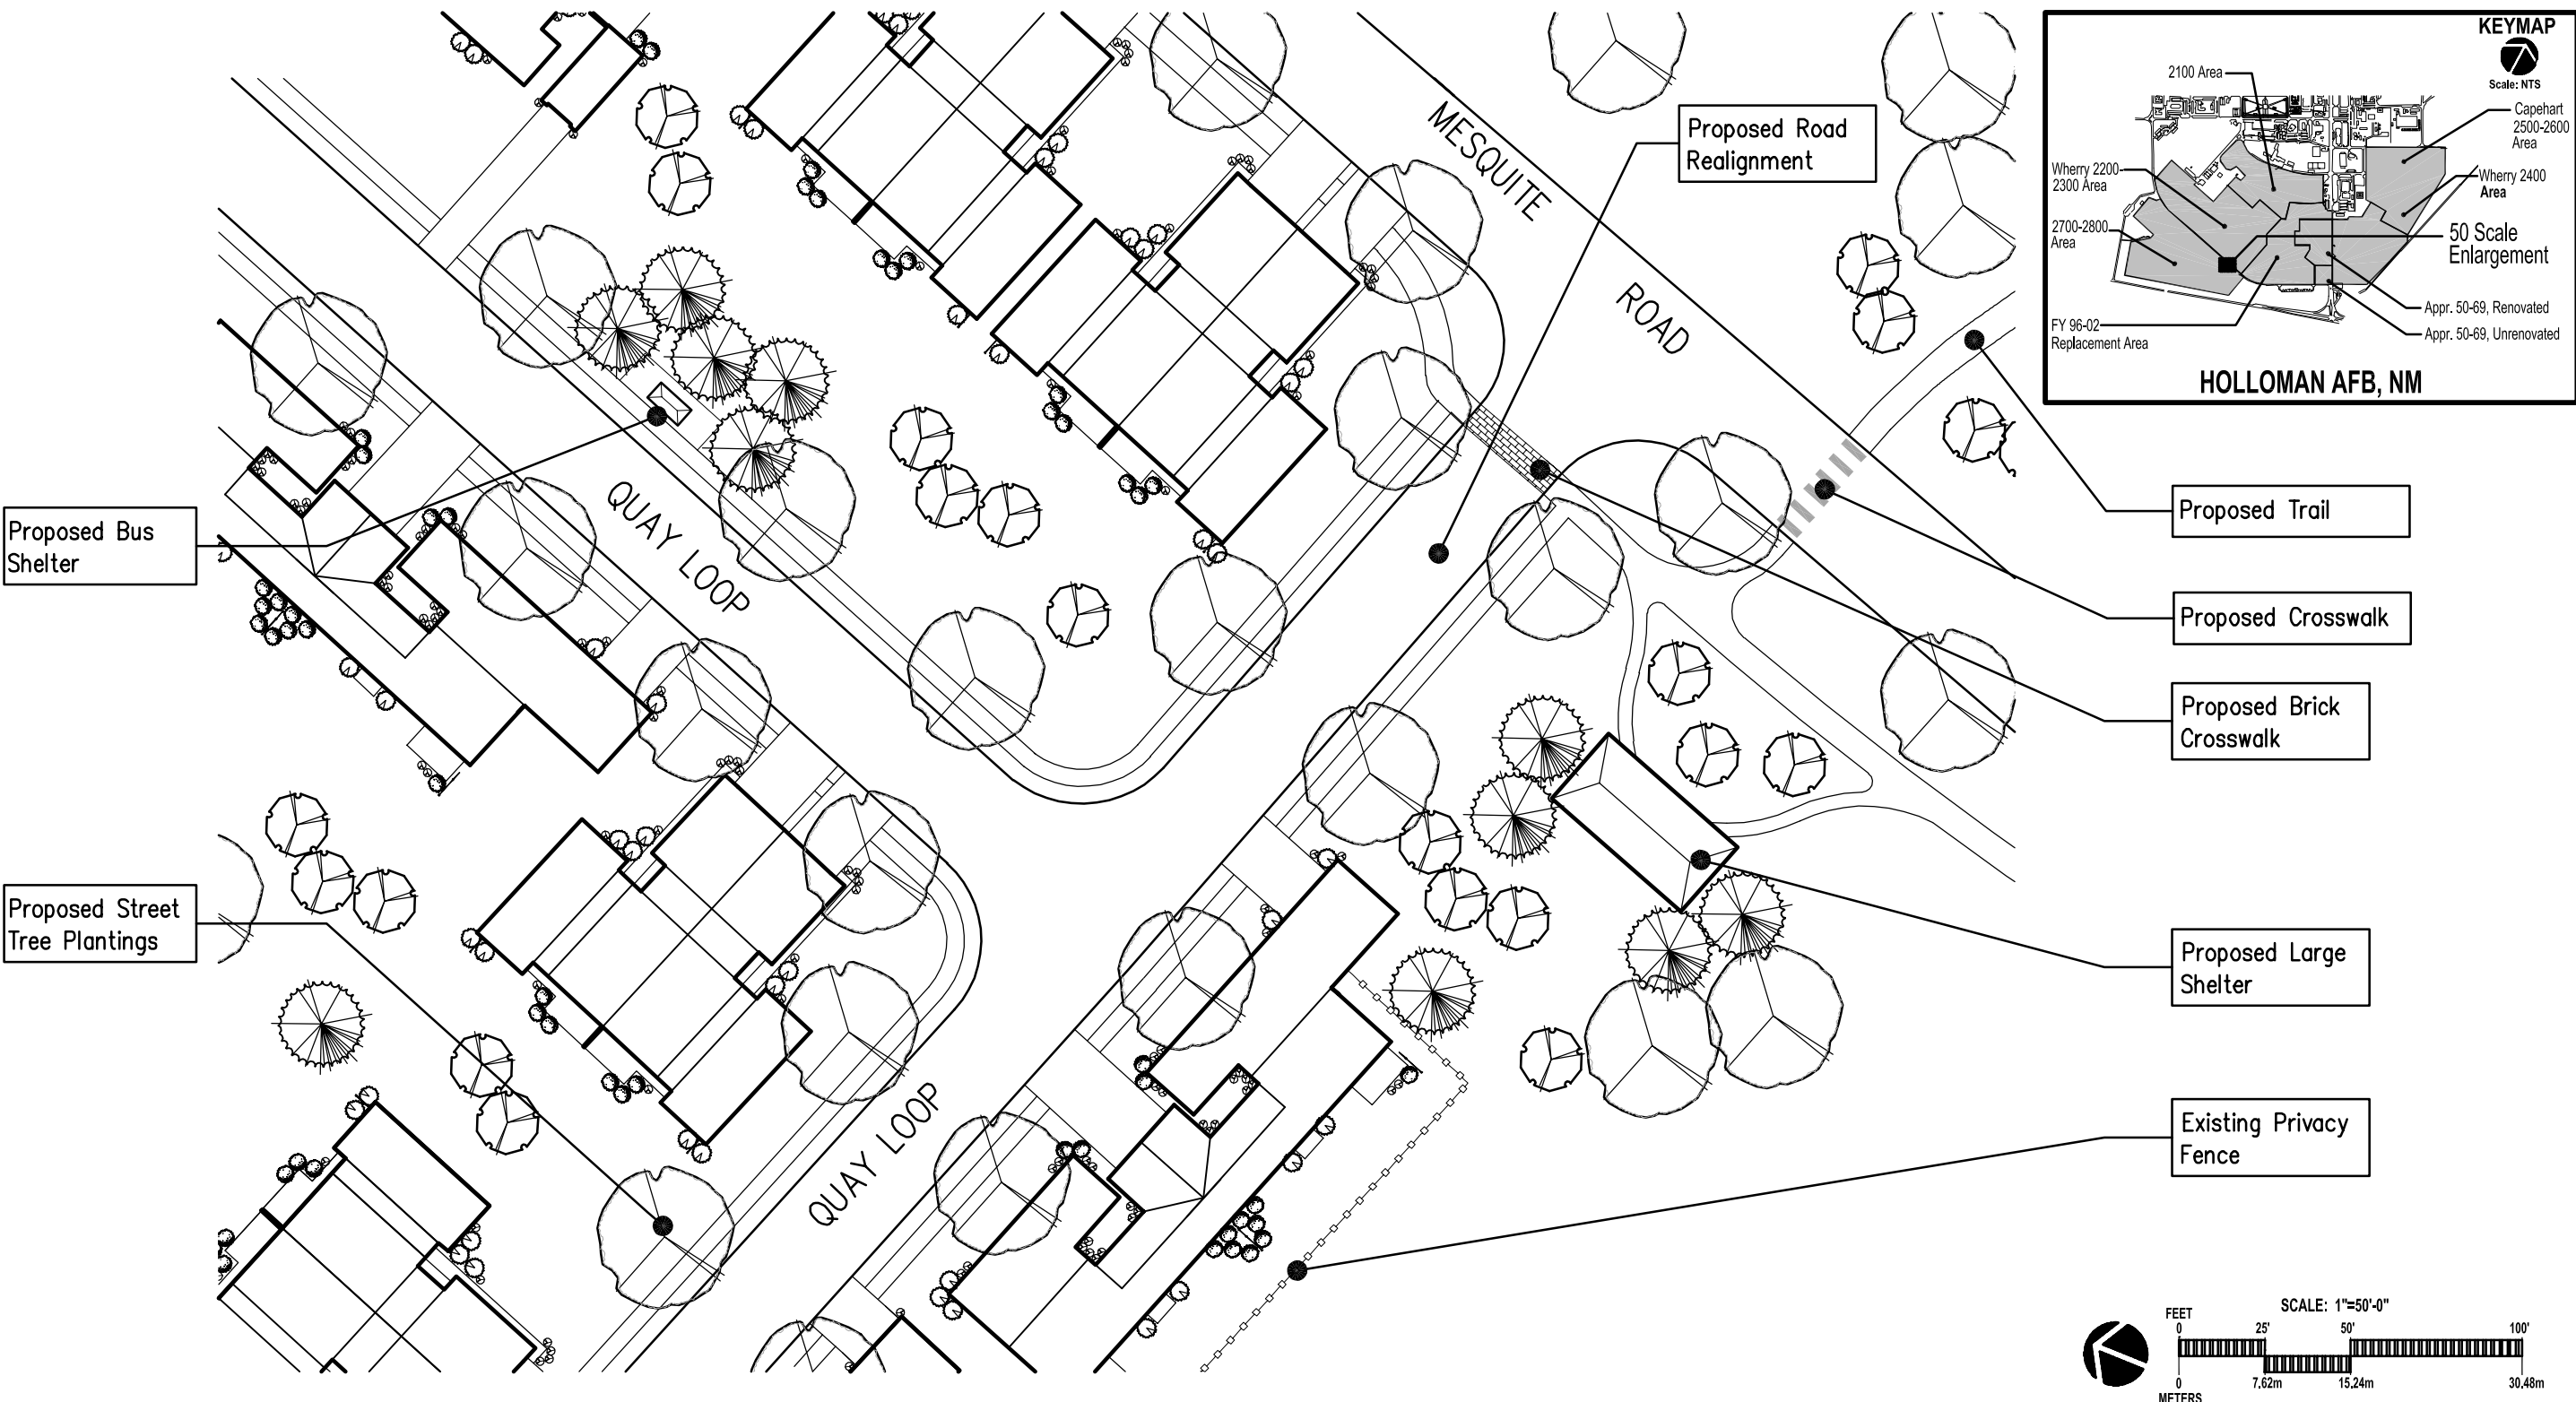 KEYMAP
Scale: NTS
2100 Area
Capehart
2500-2600
Area
Wherry 2200-
2300 Area
Wherry 2400
Area
2700-2800
Area
50 Scale
Enlargement
Appr. 50-69, Renovated
FY 96-02
Replacement Area
Appr. 50-69, Unrenovated
HOLLOMAN AFB, NM
MESQUITE
ROAD
Proposed Road
Realignment
QUAY LOOP
Proposed Bus
Shelter
Proposed Trail
Proposed Crosswalk
Proposed Brick
Crosswalk
Proposed Street
Tree Plantings
Proposed Large
Shelter
QUAY LOOP
Existing Privacy
Fence
SCALE: 1"=50'-0"
FEET
0 25' 50' 100'
0 7.62m 15.24m 30.48m
METERS